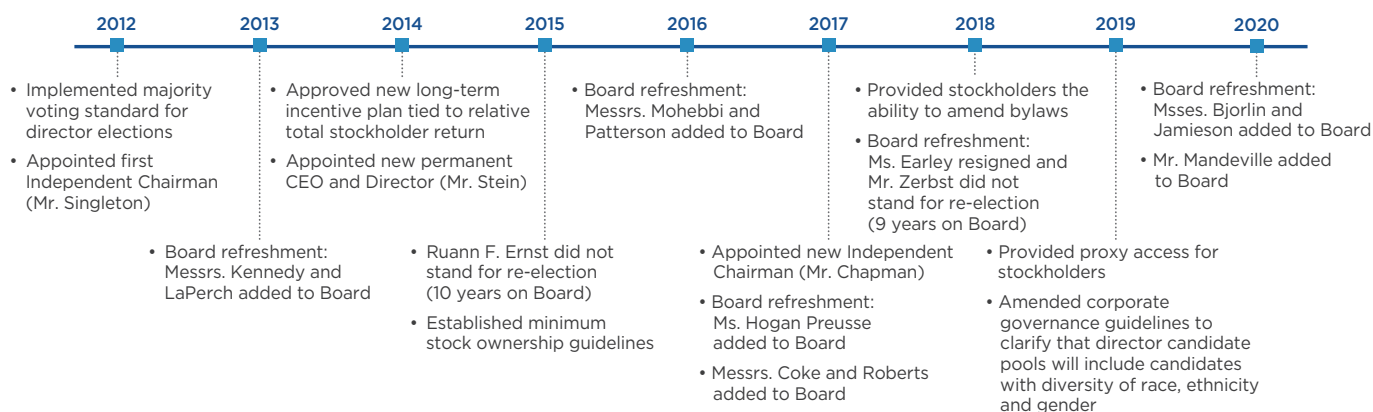 2012 2013 2014 2015 2016 2017 2018 2019 2020
• Implemented majority
voting standard for
director elections
• Appointed first
Independent Chairman
(Mr. Singleton)
• Board refreshment:
Messrs. Kennedy and
LaPerch added to Board
• Approved new long-term
incentive plan tied to relative
total stockholder return
• Appointed new permanent
CEO and Director (Mr. Stein)
• Ruann F. Ernst did not
stand for re-election
(10 years on Board)
• Established minimum
stock ownership guidelines
• Board refreshment:
Messrs. Mohebbi and
Patterson added to Board
• Appointed new Independent
Chairman (Mr. Chapman)
• Board refreshment:
Ms. Hogan Preusse
added to Board
• Messrs. Coke and Roberts
added to Board
• Provided stockholders the
ability to amend bylaws
• Board refreshment:
Ms. Earley resigned and
Mr. Zerbst did not
stand for re-election
(9 years on Board)
• Provided proxy access for
stockholders
• Amended corporate
governance guidelines to
clarify that director candidate
pools will include candidates
with diversity of race, ethnicity
and gender
• Board refreshment:
Msses. Bjorlin and
Jamieson added to Board
• Mr. Mandeville added
to Board